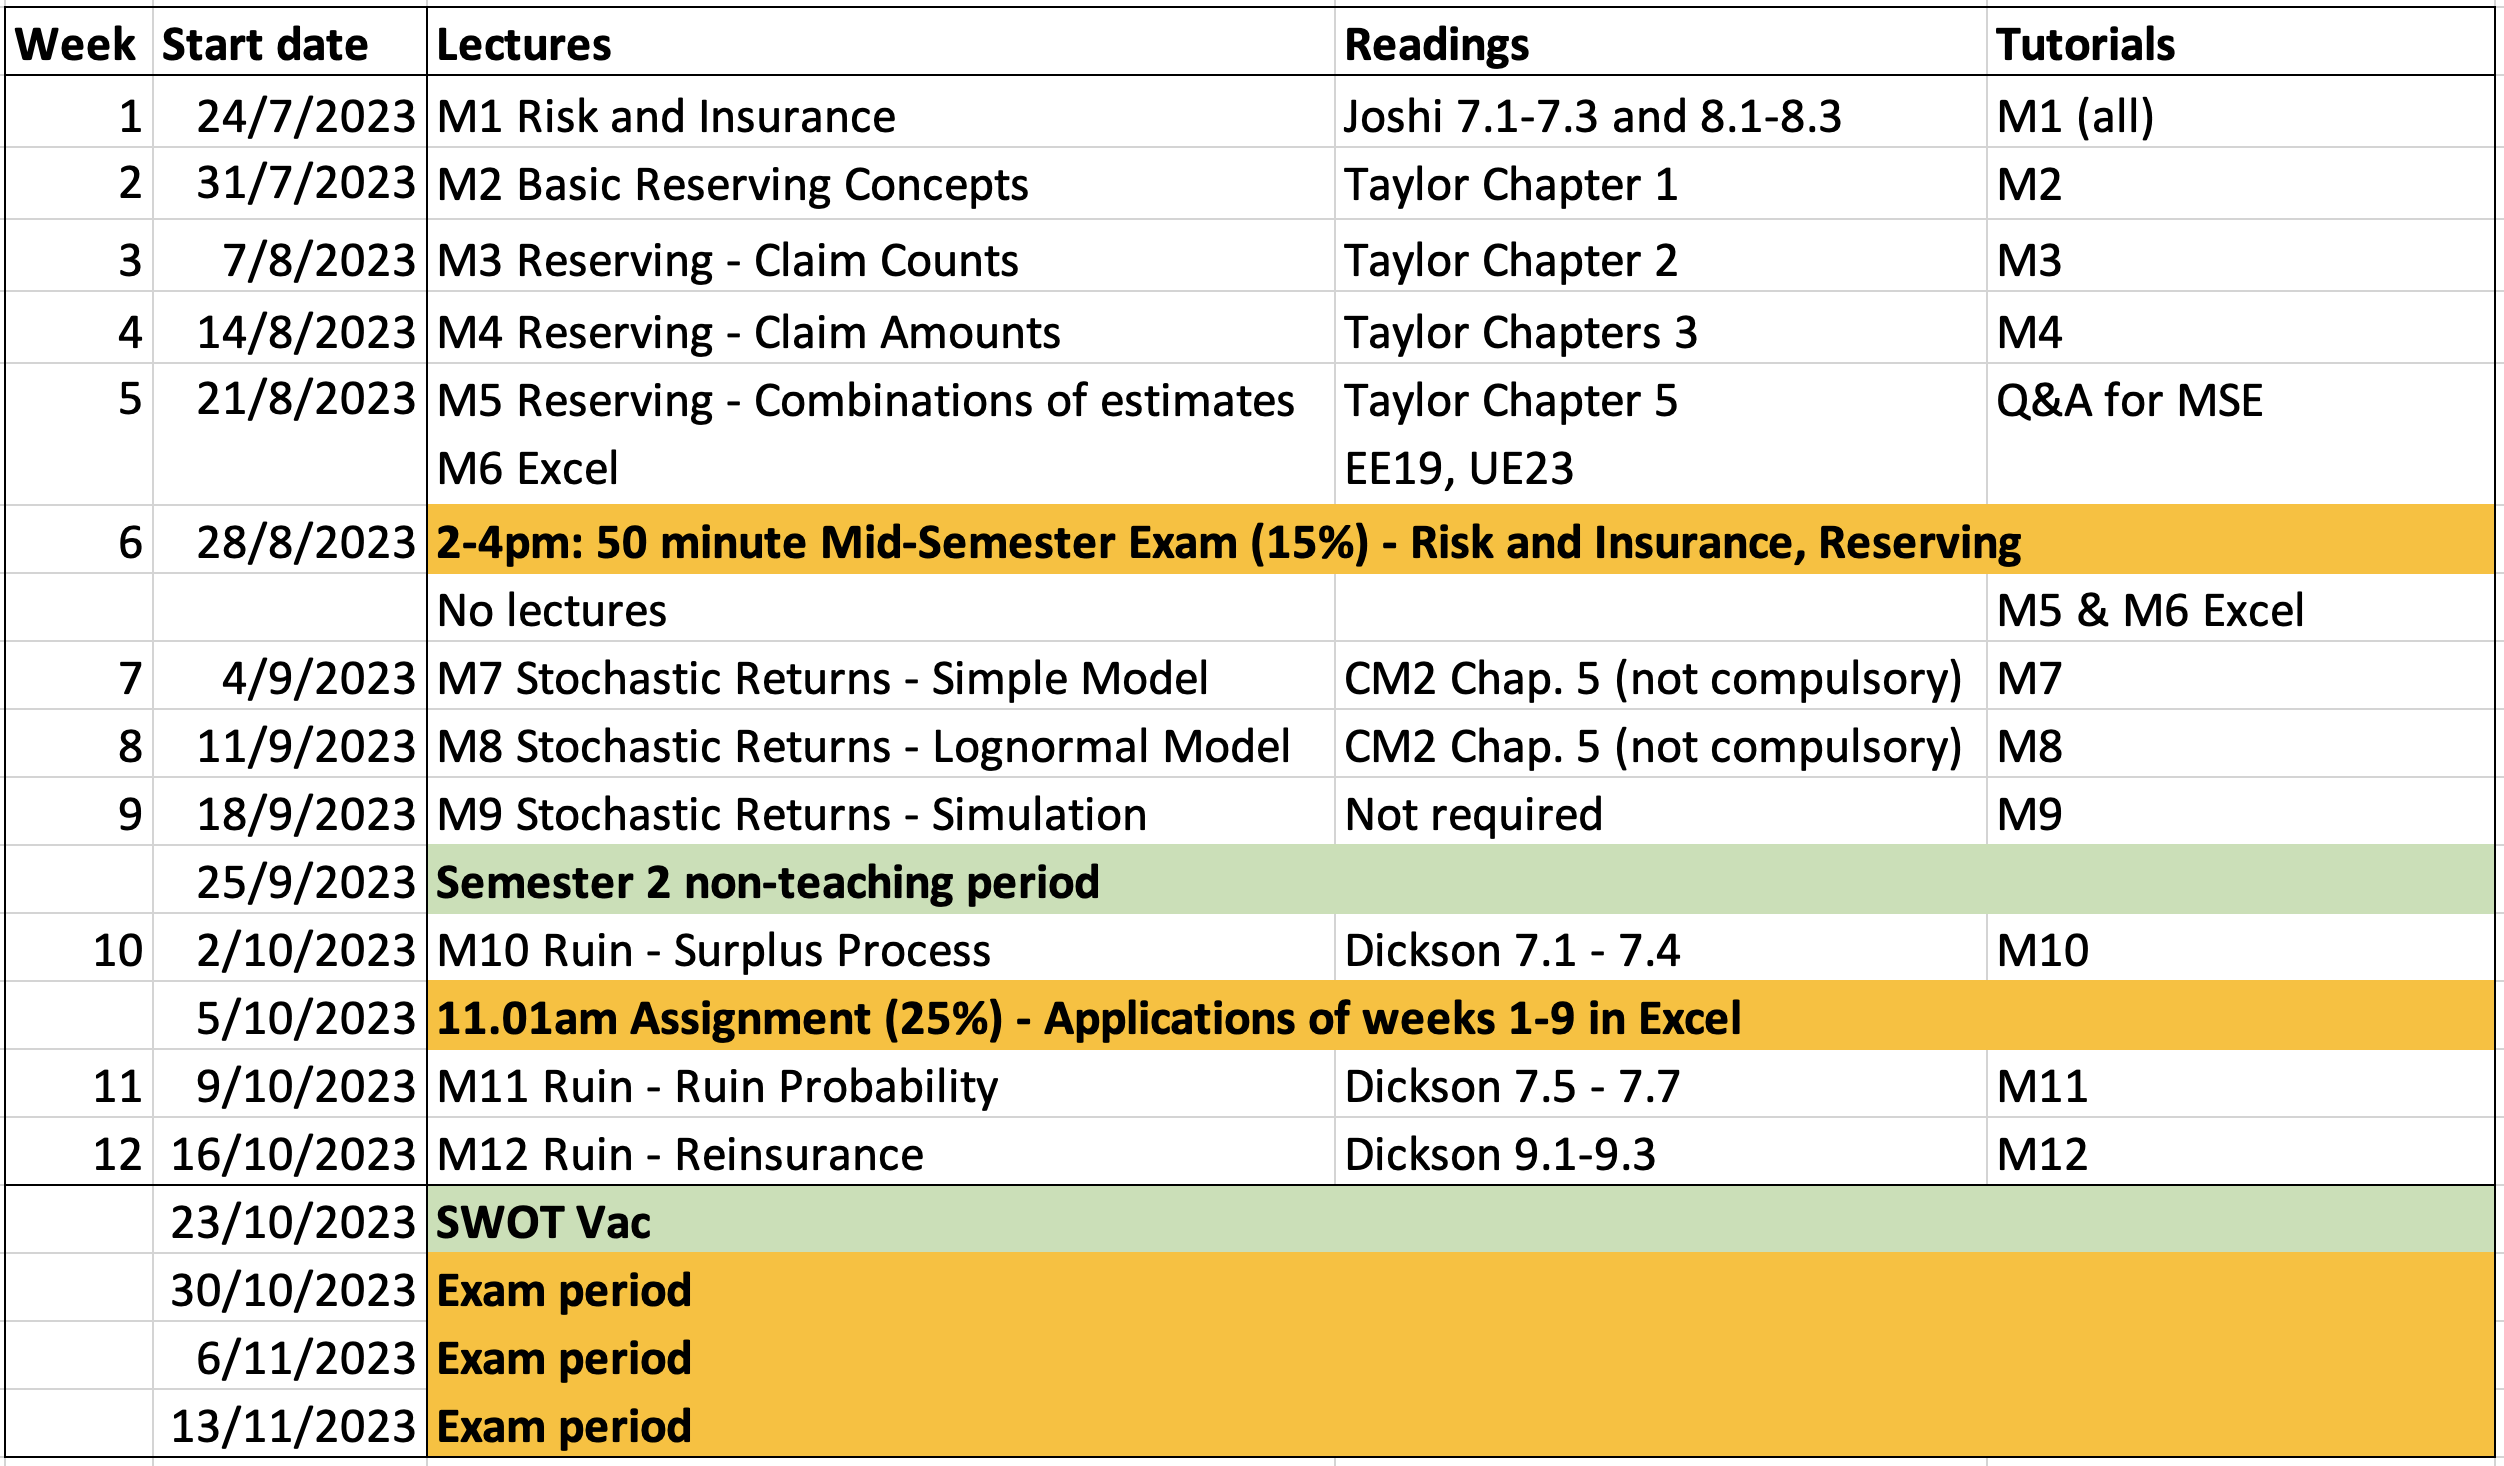 Week Start date Lectures Readings Tutorials
1 24/7/2023 M1 Risk and Insurance Joshi 7.1-7.3 and 8.1-8.3 M1 (all)
2 31/7/2023 M2 Basic Reserving Concepts Taylor Chapter 1 M2
3 7/8/2023 M3 Reserving - Claim Counts Taylor Chapter 2 M3
4 14/8/2023 M4 Reserving - Claim Amounts Taylor Chapters 3 M4
5 21/8/2023 M5 Reserving - Combinations of estimates Taylor Chapter 5 Q&A for MSE
M6 Excel EE19, UE23
6 28/8/2023 2-4pm: 50 minute Mid-Semester Exam (15%) - Risk and Insurance, Reserving
No lectures M5 & M6 Excel
7 4/9/2023 M7 Stochastic Returns - Simple Model CM2 Chap. 5 (not compulsory) M7
8 11/9/2023 M8 Stochastic Returns - Lognormal Model CM2 Chap. 5 (not compulsory) M8
9 18/9/2023 M9 Stochastic Returns - Simulation Not required M9
25/9/2023 Semester 2 non-teaching period
10 2/10/2023 M10 Ruin - Surplus Process Dickson 7.1 - 7.4 M10
5/10/2023 11.01am Assignment (25%) - Applications of weeks 1-9 in Excel
11 9/10/2023 M11 Ruin - Ruin Probability Dickson 7.5 - 7.7 M11
12 16/10/2023 M12 Ruin - Reinsurance Dickson 9.1-9.3 M12
23/10/2023 SWOT Vac
30/10/2023 Exam period
6/11/2023 Exam period
13/11/2023 Exam period